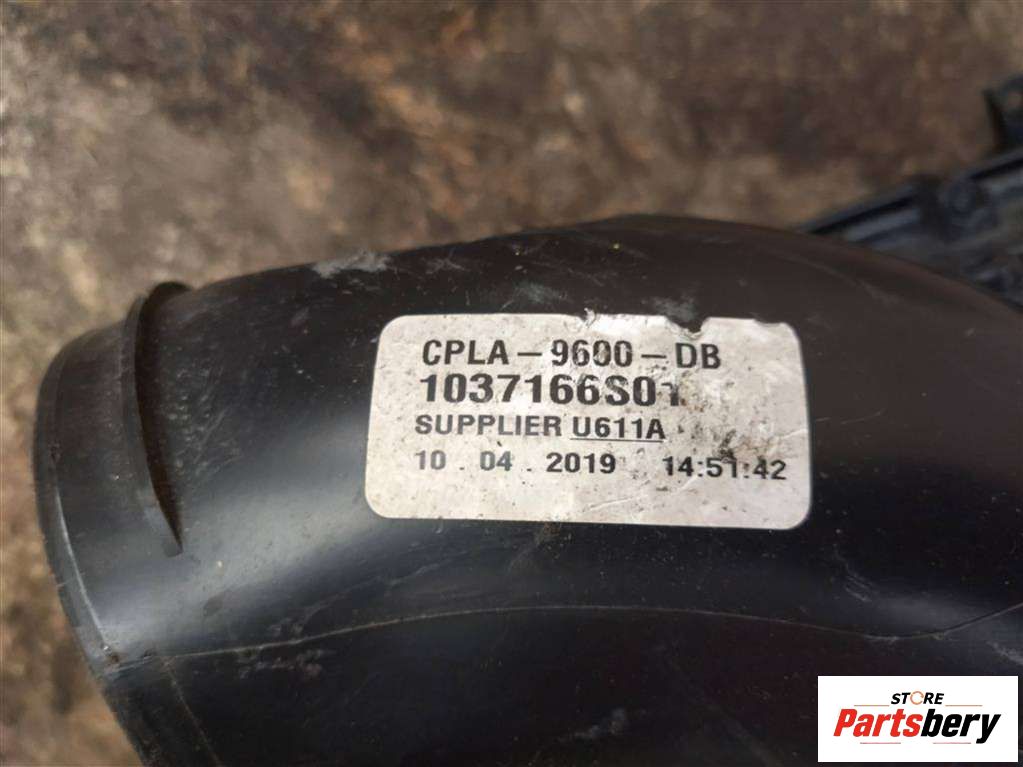 CPLA-9600-DB
1037166S01
SUPPLIER U611A
10.04.2019 14:51:42
STORE
Partsbery